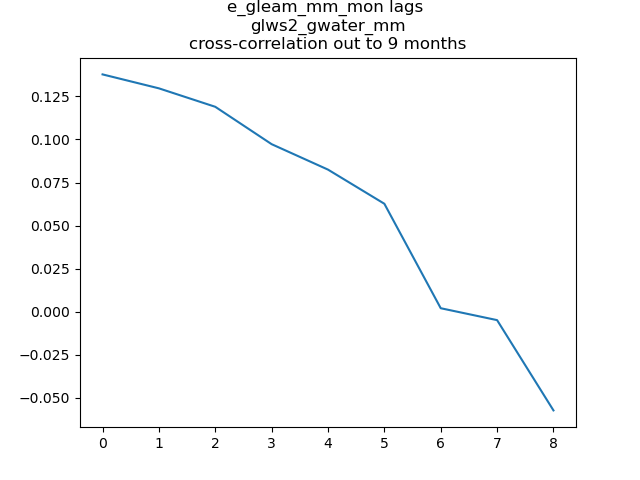 e_gleam_mm_mon lags
glws2_gwater_mm
cross-correlation out to 9 months
0.125
0.100
0.075
0.050
0.025
0.000
−0.025
−0.050
0 1 2 3 4 5 6 7 8